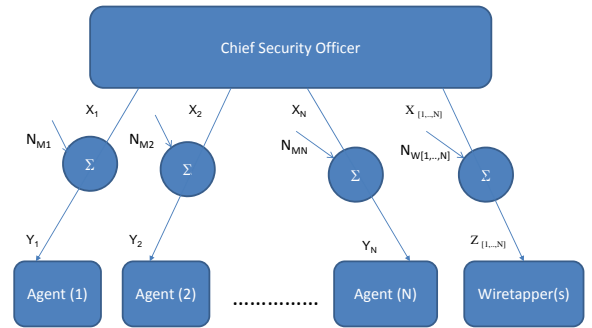 Chief Security Officer
X1 X2 XN X [1,..,N]
NM1 NM2 NMN NW[1,..,N]
Σ Σ Σ Σ
Y1 Y2 YN Z [1,..,N]
Agent (1) Agent (2) ............... Agent (N) Wiretapper(s)